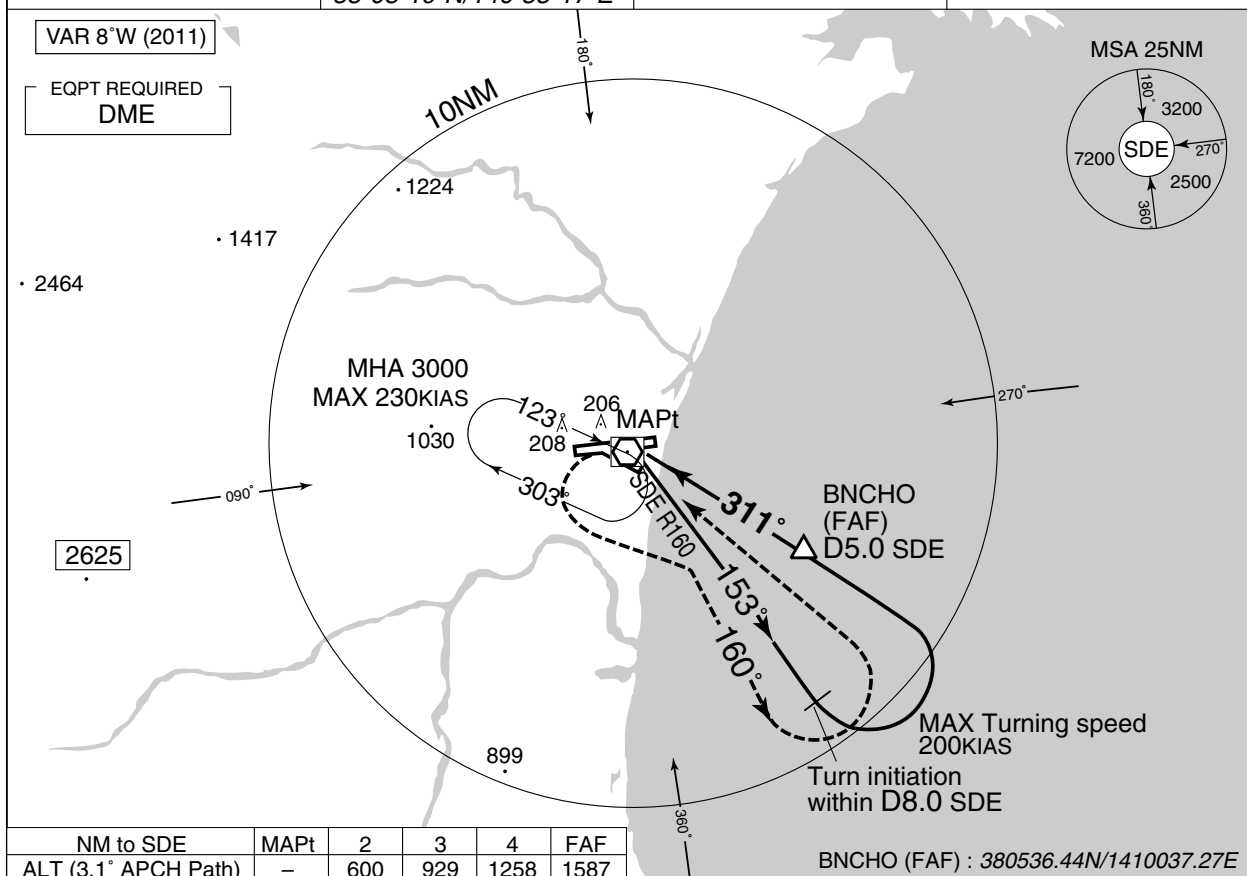 VAR 8°W (2011)
EQPT REQUIRED
DME
10NM
180°
MSA 25NM
180°
3200
7200
SDE
270°
2500
360°
1224
1417
2464
MHA 3000
MAX 230KIAS
1030
123°
206
208
MAPt
303°
270°
090°
SDE R160
311°
BNCHO
(FAF)
D5.0 SDE
2625
153°
160°
MAX Turning speed
200KIAS
Turn initiation
within D8.0 SDE
899
360°
NM to SDE MAPt 2 3 4 FAF
ALT (3.1° APCH Path) – 600 929 1258 1587
BNCHO (FAF) : 380536.44N/1410037.27E